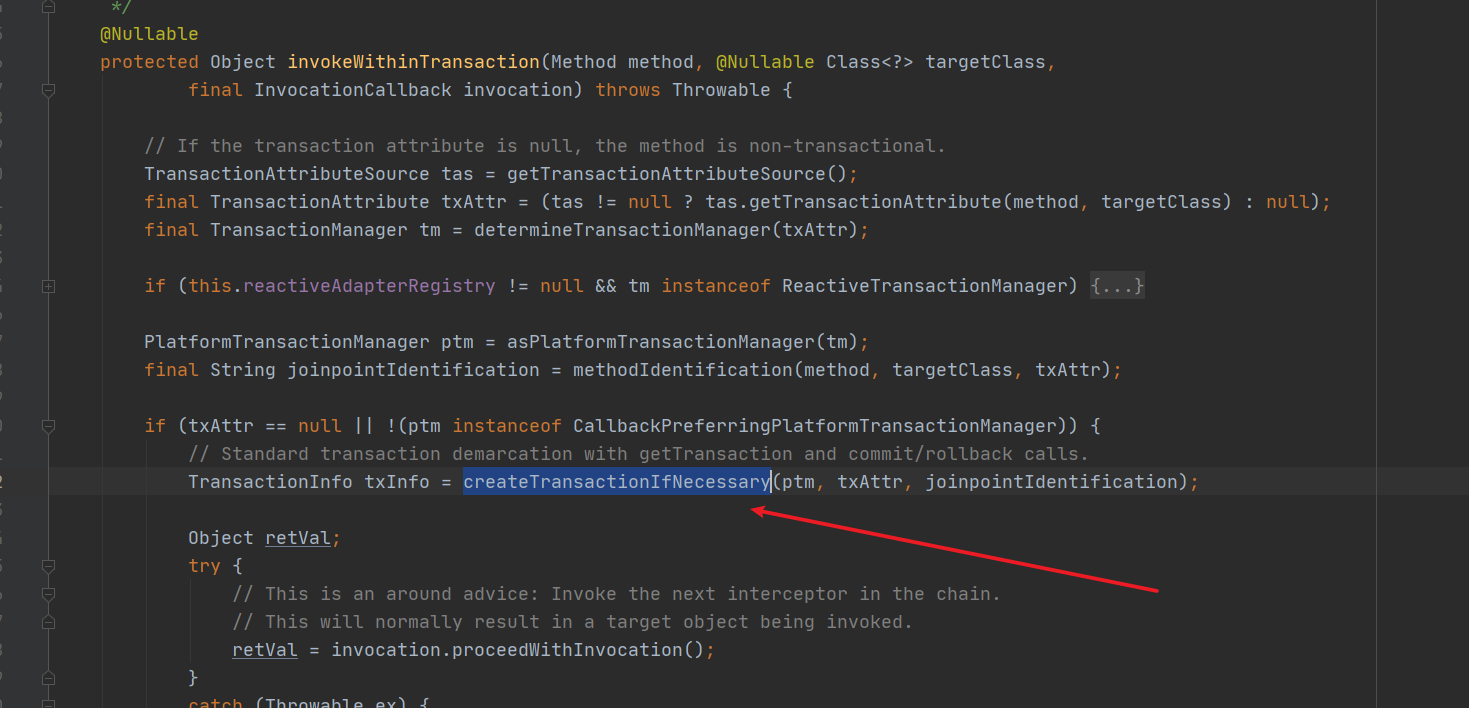 */
@Nullable
protected Object invokeWithinTransaction(Method method, @Nullable Class<?> targetClass,
final InvocationCallback invocation) throws Throwable {
// If the transaction attribute is null, the method is non-transactional.
TransactionAttributeSource tas = getTransactionAttributeSource();
final TransactionAttribute txAttr = (tas != null ? tas.getTransactionAttribute(method, targetClass) : null);
final TransactionManager tm = determineTransactionManager(txAttr);
if (this.reactiveAdapterRegistry != null && tm instanceof ReactiveTransactionManager) {...}
PlatformTransactionManager ptm = asPlatformTransactionManager(tm);
final String joinpointIdentification = methodIdentification(method, targetClass, txAttr);
if (txAttr == null || !(ptm instanceof CallbackPreferringPlatformTransactionManager)) {
// Standard transaction demarcation with getTransaction and commit/rollback calls.
TransactionInfo txInfo = createTransactionIfNecessary(ptm, txAttr, joinpointIdentification);
Object retVal;
try {
// This is an around advice: Invoke the next interceptor in the chain.
// This will normally result in a target object being invoked.
retVal = invocation.proceedWithInvocation();
}
catch (Throwable ex) {